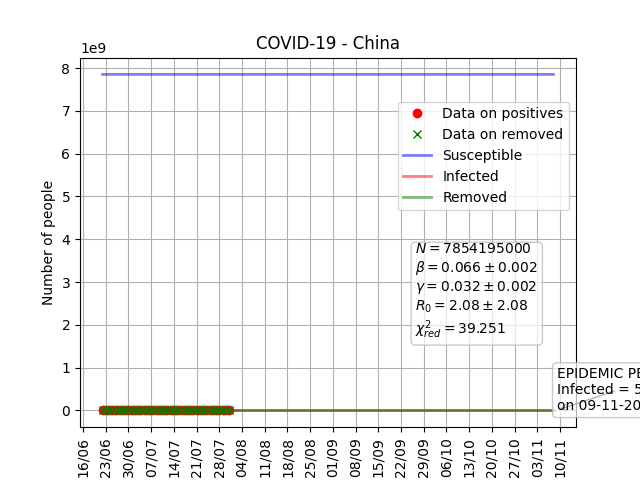 COVID-19 - China
1e9
8
7
6
5
4
3
2
1
0
Number of people
Data on positives
Data on removed
Susceptible
Infected
Removed
N = 7854195000
β = 0.066 ± 0.002
γ = 0.032 ± 0.002
R₀ = 2.08 ± 2.08
χ²red = 39.251
EPIDEMIC PE
Infected = 5
on 09-11-20
16/06
23/06
30/06
07/07
14/07
21/07
28/07
04/08
11/08
18/08
25/08
01/09
08/09
15/09
22/09
29/09
06/10
13/10
20/10
27/10
03/11
10/11